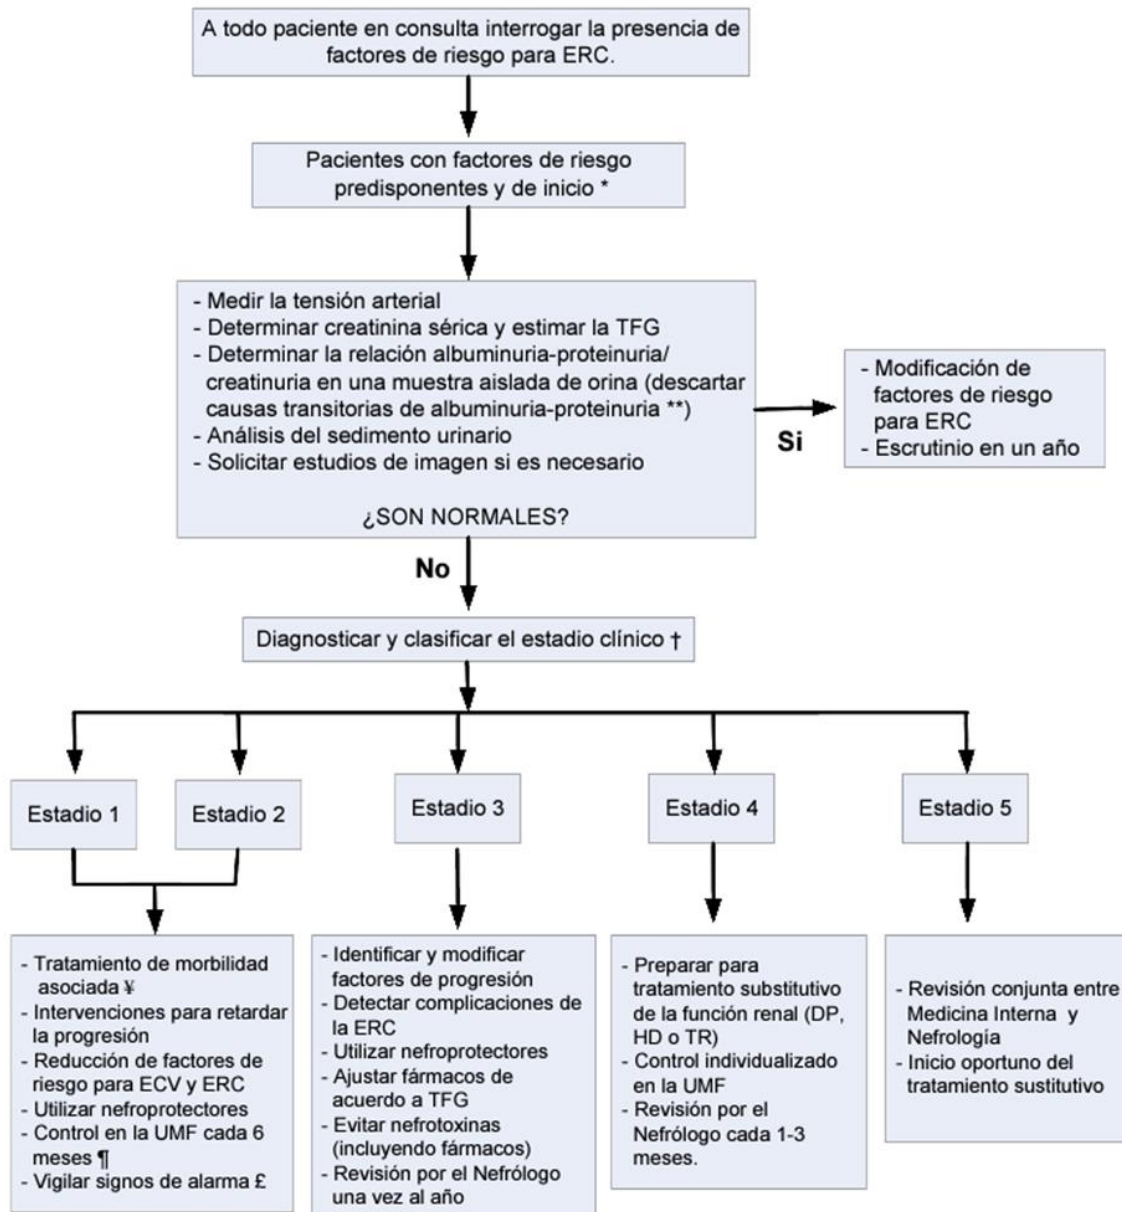 A todo paciente en consulta interrogar la presencia de
factores de riesgo para ERC.
Pacientes con factores de riesgo
predisponentes y de inicio *
- Medir la tensión arterial
- Determinar creatinina sérica y estimar la TFG
- Determinar la relación albuminuria-proteinuria/
creatinuria en una muestra aislada de orina (descartar
causas transitorias de albuminuria-proteinuria **)
- Análisis del sedimento urinario
- Solicitar estudios de imagen si es necesario
¿SON NORMALES?
Si
- Modificación de
factores de riesgo
para ERC
- Escrutinio en un año
No
Diagnosticar y clasificar el estadio clínico †
Estadio 1
Estadio 2
Estadio 3
Estadio 4
Estadio 5
- Tratamiento de morbilidad
asociada ¥
- Intervenciones para retardar
la progresión
- Reducción de factores de
riesgo para ECV y ERC
- Utilizar nefroprotectores
- Control en la UMF cada 6
meses ¶
- Vigilar signos de alarma £
- Identificar y modificar
factores de progresión
- Detectar complicaciones de
la ERC
- Utilizar nefroprotectores
- Ajustar fármacos de
acuerdo a TFG
- Evitar nefrotoxinas
(incluyendo fármacos)
- Revisión por el Nefrólogo
una vez al año
- Preparar para
tratamiento substitutivo
de la función renal (DP,
HD o TR)
- Control individualizado
en la UMF
- Revisión por el
Nefrólogo cada 1-3
meses.
- Revisión conjunta entre
Medicina Interna y
Nefrología
- Inicio oportuno del
tratamiento sustitutivo